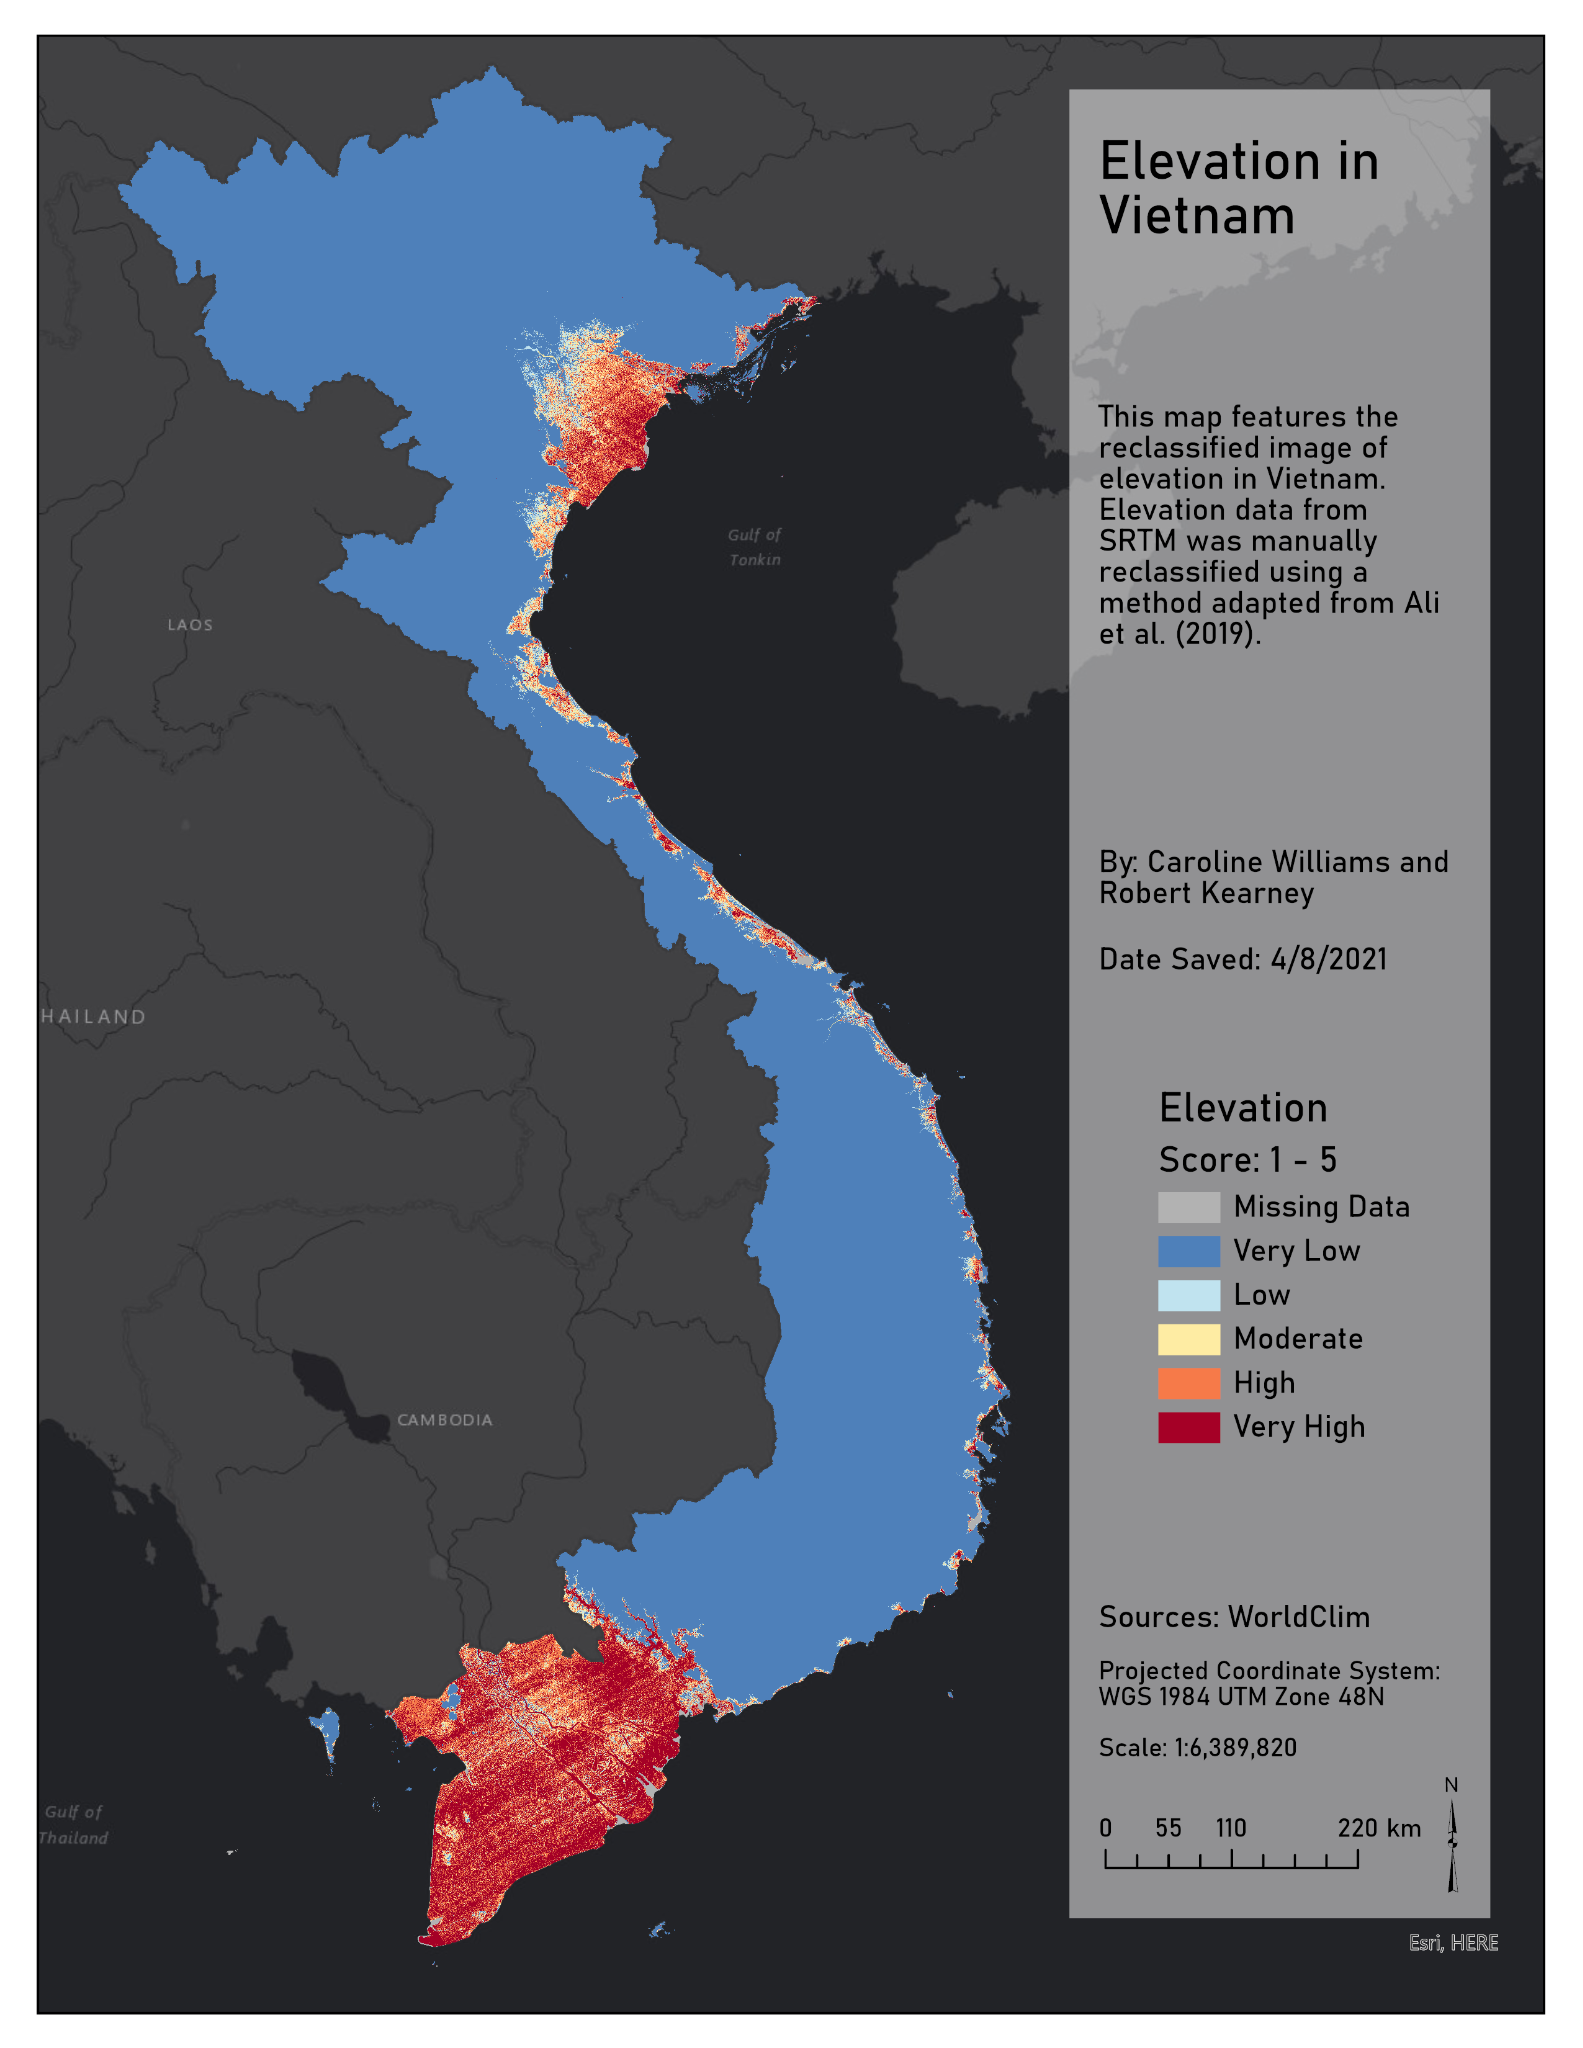 Elevation in
Vietnam
This map features the
reclassified image of
elevation in Vietnam.
Elevation data from
SRTM was manually
reclassified using a
method adapted from Ali
et al. (2019).
By: Caroline Williams and
Robert Kearney
Date Saved: 4/8/2021
Elevation
Score: 1 - 5
Missing Data
Very Low
Low
Moderate
High
Very High
Sources: WorldClim
Projected Coordinate System:
WGS 1984 UTM Zone 48N
Scale: 1:6,389,820
N
0 55 110 220 km
Esri, HERE
Gulf of
Tonkin
LAOS
HAILAND
CAMBODIA
Gulf of
Thailand